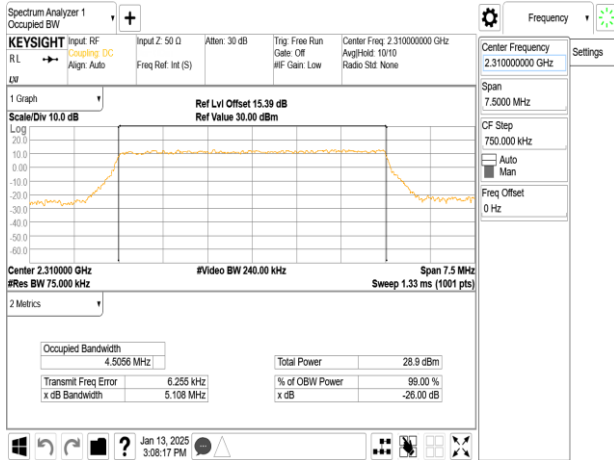 Spectrum Analyzer 1
Occupied BW
Frequency
KEYSIGHT
RL
LXI
Input: RF
Coupling: DC
Align: Auto
Input Z: 50 Ω
Freq Ref: Int (S)
Atten: 30 dB
Trig: Free Run
Gate: Off
#IF Gain: Low
Center Freq: 2.310000000 GHz
Avg|Hold: 10/10
Radio Std: None
Center Frequency
2.310000000 GHz
Settings
Span
7.5000 MHz
CF Step
750.000 kHz
Auto
Man
Freq Offset
0 Hz
1 Graph
Scale/Div 10.0 dB
Ref Lvl Offset 15.39 dB
Ref Value 30.00 dBm
Log
20.0
10.0
0.00
-10.0
-20.0
-30.0
-40.0
-50.0
-60.0
Center 2.310000 GHz
#Res BW 75.000 kHz
#Video BW 240.00 kHz
Span 7.5 MHz
Sweep 1.33 ms (1001 pts)
2 Metrics
Occupied Bandwidth
4.5056 MHz
Total Power 28.9 dBm
Transmit Freq Error 6.255 kHz
x dB Bandwidth 5.108 MHz
% of OBW Power 99.00 %
x dB -26.00 dB
?
Jan 13, 2025
3:08:17 PM